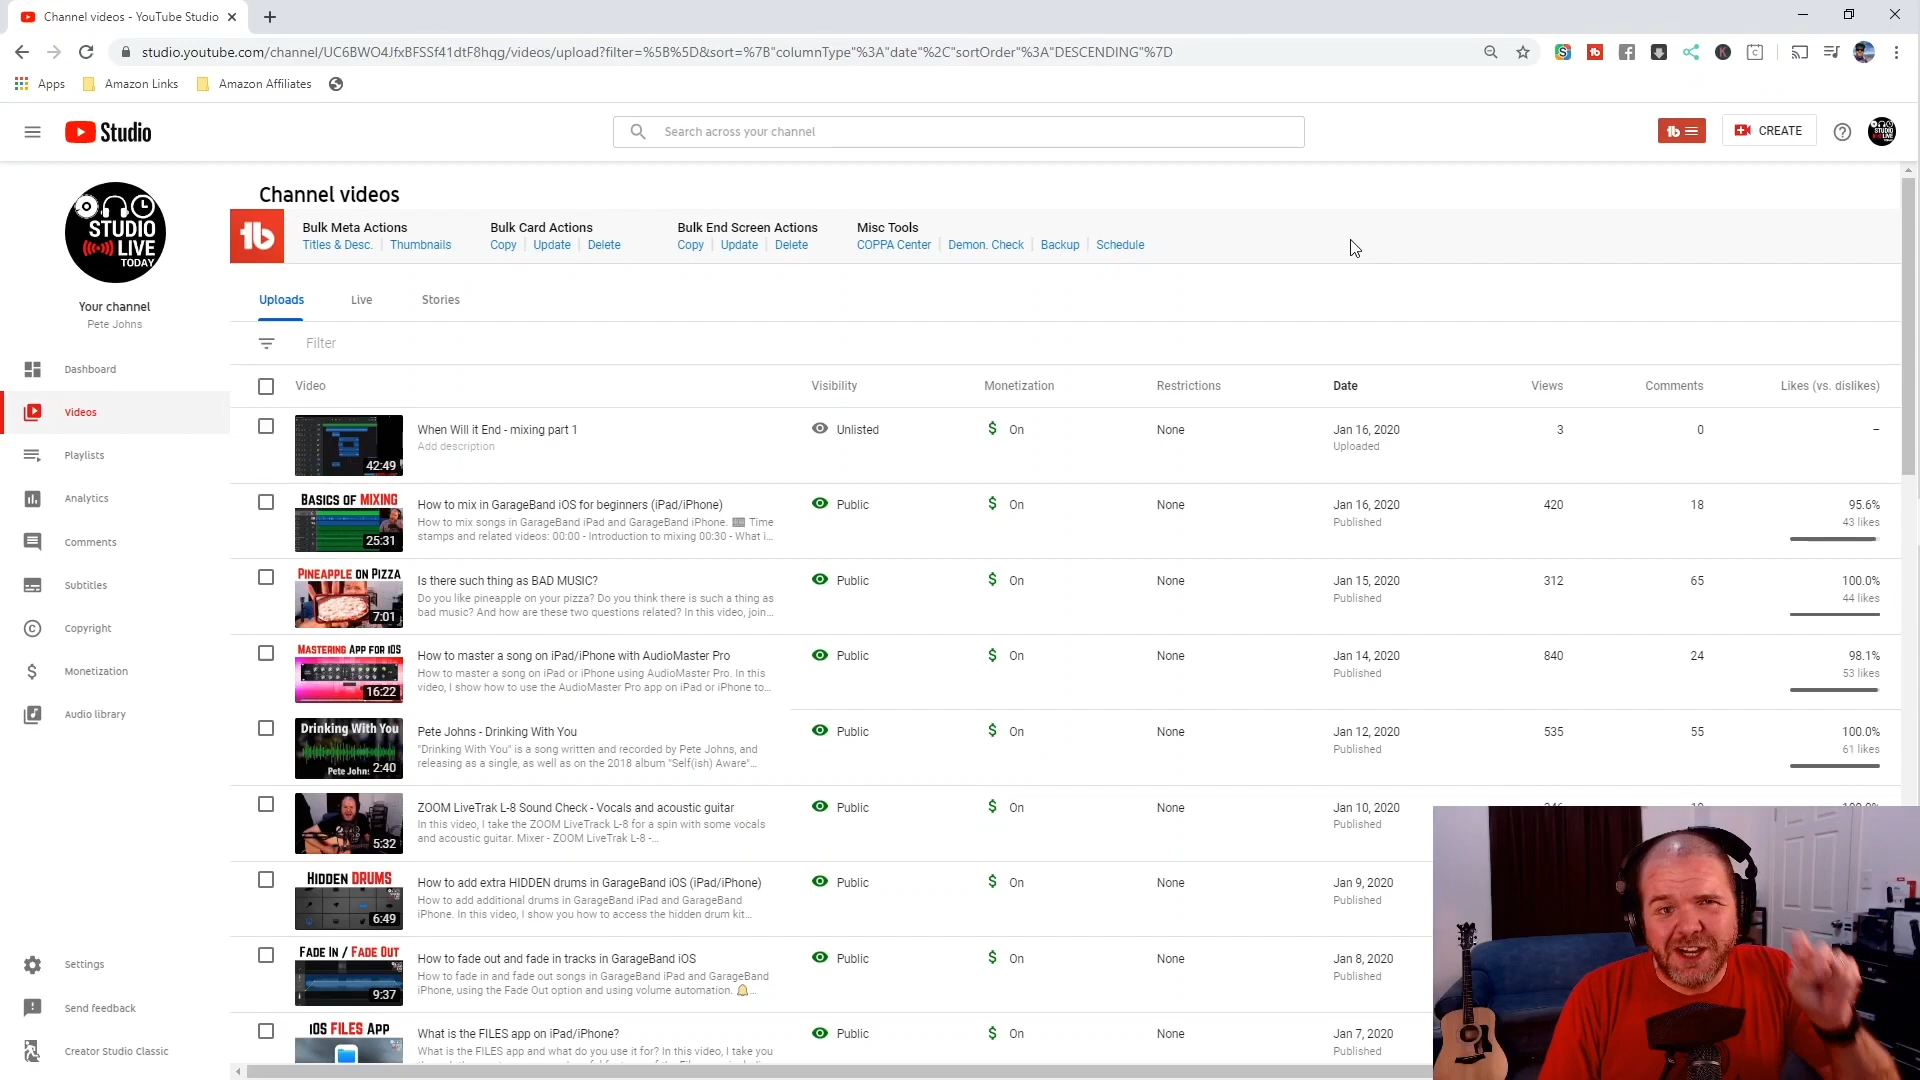 Channel videos - YouTube Studio
studio.youtube.com/channel/UC6BWO4JfxBFSSf41dtF8hqg/videos/upload?filter=%5B%5D&sort=%7B"columnType"%3A"date"%2C"sortOrder"%3A"DESCENDING"%7D
Apps Amazon Links Amazon Affiliates
Studio
Search across your channel
CREATE
STUDIO
LIVE
TODAY
Your channel
Pete Johns
Dashboard
Videos
Playlists
Analytics
Comments
Subtitles
Copyright
Monetization
Audio library
Settings
Send feedback
Creator Studio Classic
Channel videos
tb
Bulk Meta Actions Bulk Card Actions Bulk End Screen Actions Misc Tools
Titles & Desc. Thumbnails Copy Update Delete Copy Update Delete COPPA Center Demon. Check Backup Schedule
Uploads Live Stories
Filter
Video Visibility Monetization Restrictions Date Views Comments Likes (vs. dislikes)
When Will it End - mixing part 1 Unlisted On None Jan 16, 2020 3 0 –
Add description Uploaded
42:49
BASICS OF MIXING
How to mix in GarageBand iOS for beginners (iPad/iPhone) Public On None Jan 16, 2020 420 18 95.6%
How to mix songs in GarageBand iPad and GarageBand iPhone. Time Published 43 likes
stamps and related videos: 00:00 - Introduction to mixing 00:30 - What i...
25:31
PINEAPPLE ON PIZZA
Is there such thing as BAD MUSIC? Public On None Jan 15, 2020 312 65 100.0%
Do you like pineapple on your pizza? Do you think there is such a thing as Published 44 likes
bad music? And how are these two questions related? In this video, join...
7:01
MASTERING APP FOR iOS
How to master a song on iPad/iPhone with AudioMaster Pro Public On None Jan 14, 2020 840 24 98.1%
How to master a song on iPad or iPhone using AudioMaster Pro. In this Published 53 likes
video, I show how to use the AudioMaster Pro app on iPad or iPhone to...
16:22
Drinking With You
Pete Johns - Drinking With You Public On None Jan 12, 2020 535 55 100.0%
"Drinking With You" is a song written and recorded by Pete Johns, and Published 61 likes
releasing as a single, as well as on the 2018 album "Self(ish) Aware"...
Pete Johns 2:40
ZOOM LiveTrak L-8 Sound Check - Vocals and acoustic guitar Public On None Jan 10, 2020
In this video, I take the ZOOM LiveTrack L-8 for a spin with some vocals Published
and acoustic guitar. Mixer - ZOOM LiveTrak L-8 -...
5:32
HIDDEN DRUMS
How to add extra HIDDEN drums in GarageBand iOS (iPad/iPhone) Public On None Jan 9, 2020
How to add additional drums in GarageBand iPad and GarageBand Published
iPhone. In this video, I show you how to access the hidden drum kit...
6:49
FADE IN / FADE OUT
How to fade out and fade in tracks in GarageBand iOS Public On None Jan 8, 2020
How to fade in and fade out songs in GarageBand iPad and GarageBand Published
iPhone, using the Fade Out option and using volume automation. 🔔...
9:37
iOS FILES APP
What is the FILES app on iPad/iPhone? Public On None Jan 7, 2020
What is the FILES app and what do you use it for? In this video, I take you Published